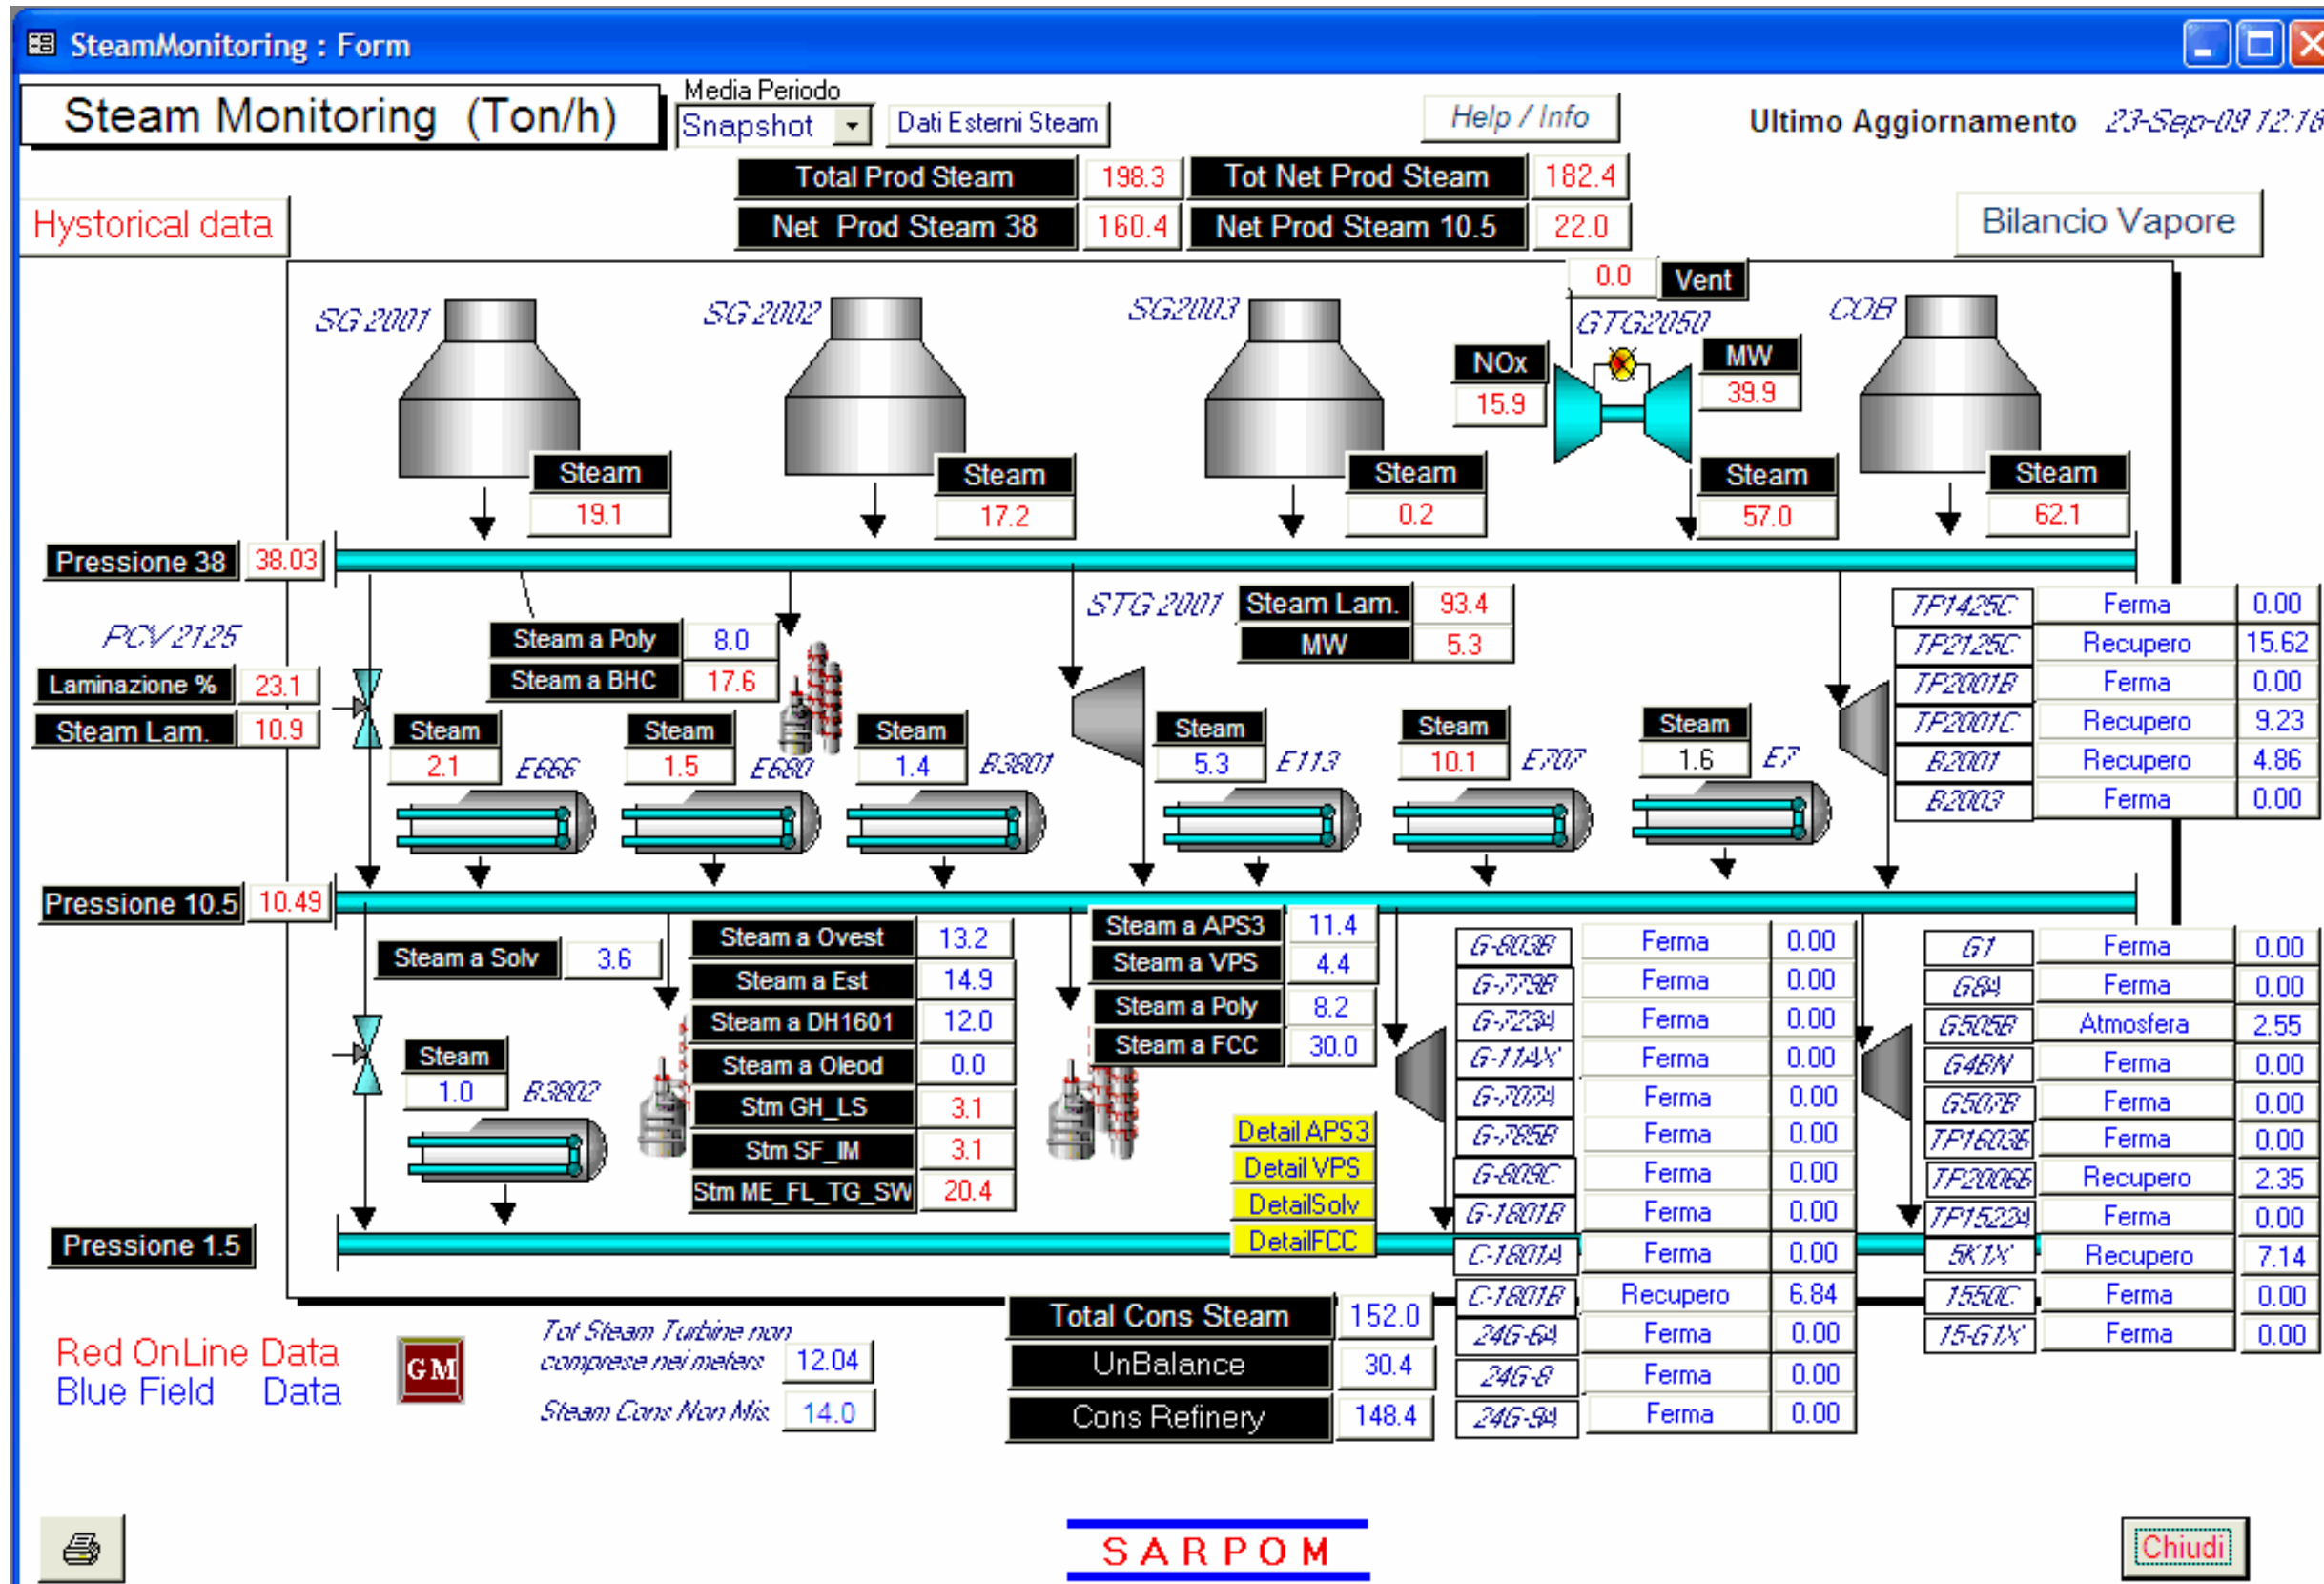 SteamMonitoring : Form
Steam Monitoring (Ton/h)
Media Periodo
Snapshot
Dati Esterni Steam
Help / Info
Ultimo Aggiornamento 23-Sep-09 12:18
Total Prod Steam 198.3 Tot Net Prod Steam 182.4
Net Prod Steam 38 160.4 Net Prod Steam 10.5 22.0
Hystorical data
Bilancio Vapore
0.0 Vent
SG 2001 SG 2002 SG2003 GTG2050 COB
NOx 15.9
MW 39.9
Steam Steam Steam Steam Steam
19.1 17.2 0.2 57.0 62.1
Pressione 38 38.03
PCV 2125
Laminazione % 23.1
Steam Lam. 10.9
Steam a Poly 8.0
Steam a BHC 17.6
STG 2001
Steam Lam. 93.4
MW 5.3
TP1425C Ferma 0.00
TP2125C Recupero 15.62
TP2001B Ferma 0.00
TP2001C Recupero 9.23
B2001 Recupero 4.86
B2003 Ferma 0.00
Steam Steam Steam Steam Steam Steam
2.1 E666 1.5 E680 1.4 B3801 5.3 E113 10.1 E707 1.6 E7
Pressione 10.5 10.49
Steam a Solv 3.6
Steam
1.0 B3802
Steam a Ovest 13.2
Steam a Est 14.9
Steam a DH1601 12.0
Steam a Oleod 0.0
Stm GH_LS 3.1
Stm SF_IM 3.1
Stm ME_FL_TG_SW 20.4
Steam a APS3 11.4
Steam a VPS 4.4
Steam a Poly 8.2
Steam a FCC 30.0
Detail APS3
Detail VPS
DetailSolv
DetailFCC
G-803B Ferma 0.00
G-779B Ferma 0.00
G-723A Ferma 0.00
G-11AX Ferma 0.00
G-707A Ferma 0.00
G-785B Ferma 0.00
G-809C Ferma 0.00
G-1801B Ferma 0.00
C-1801A Ferma 0.00
C-1801B Recupero 6.84
24G-6A Ferma 0.00
24G-8 Ferma 0.00
24G-9A Ferma 0.00
G1 Ferma 0.00
G8A Ferma 0.00
G505B Atmosfera 2.55
G4BN Ferma 0.00
G507B Ferma 0.00
TP1603B Ferma 0.00
TP2006B Recupero 2.35
TP1522A Ferma 0.00
5K1X Recupero 7.14
1550C Ferma 0.00
15-G1X Ferma 0.00
Pressione 1.5
Red OnLine Data
Blue Field Data
GM
Tot Steam Turbine non
comprese nei meters 12.04
Steam Cons Non Mis. 14.0
Total Cons Steam 152.0
UnBalance 30.4
Cons Refinery 148.4
SARPOM
Chiudi